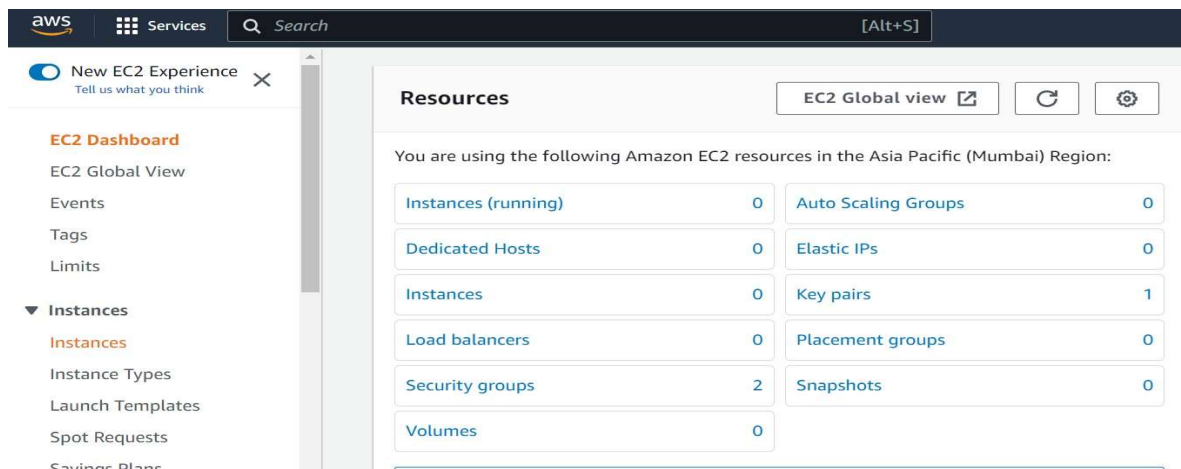 aws
Services
Search
[Alt+S]
New EC2 Experience
Tell us what you think
EC2 Dashboard
EC2 Global View
Events
Tags
Limits
Instances
Instances
Instance Types
Launch Templates
Spot Requests
Savings Plans
Resources
EC2 Global view
You are using the following Amazon EC2 resources in the Asia Pacific (Mumbai) Region:
Instances (running) 0 Auto Scaling Groups 0
Dedicated Hosts 0 Elastic IPs 0
Instances 0 Key pairs 1
Load balancers 0 Placement groups 0
Security groups 2 Snapshots 0
Volumes 0